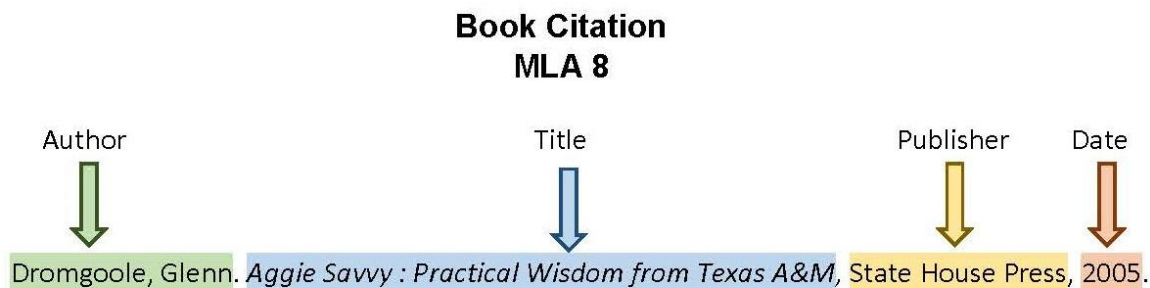 Book Citation
MLA 8
Author Title Publisher Date
Dromgoole, Glenn. Aggie Savvy : Practical Wisdom from Texas A&M, State House Press, 2005.